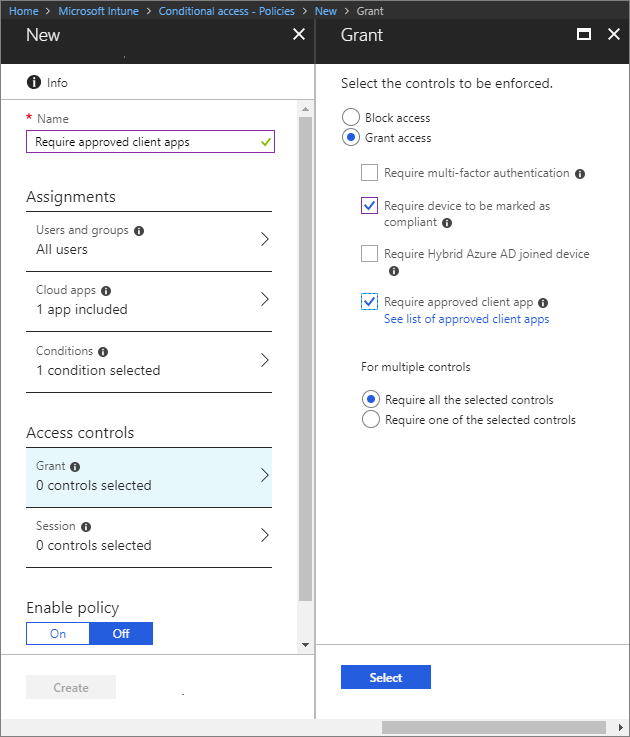 Home > Microsoft Intune > Conditional access - Policies > New > Grant
New
Info
* Name
Require approved client apps
Assignments
Users and groups
All users
Cloud apps
1 app included
Conditions
1 condition selected
Access controls
Grant
0 controls selected
Session
0 controls selected
Enable policy
On Off
Create
Grant
Select the controls to be enforced.
Block access
Grant access
Require multi-factor authentication
Require device to be marked as
compliant
Require Hybrid Azure AD joined device
Require approved client app
See list of approved client apps
For multiple controls
Require all the selected controls
Require one of the selected controls
Select